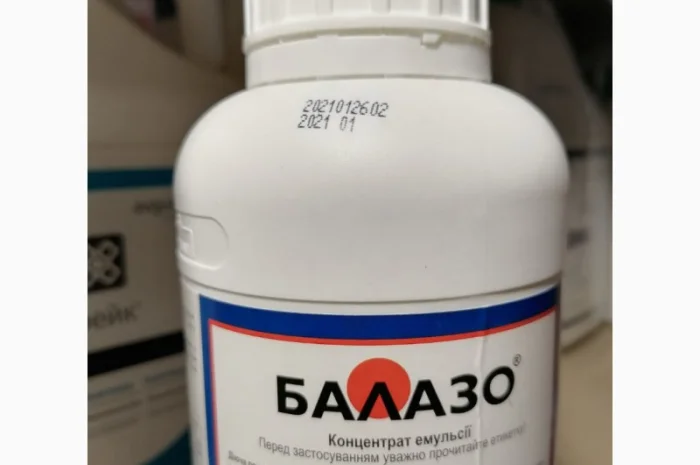 2021012602
2021 01
БАЛАЗО®
Концентрат емульсії
Перед застосуванням уважно прочитайте етикетку